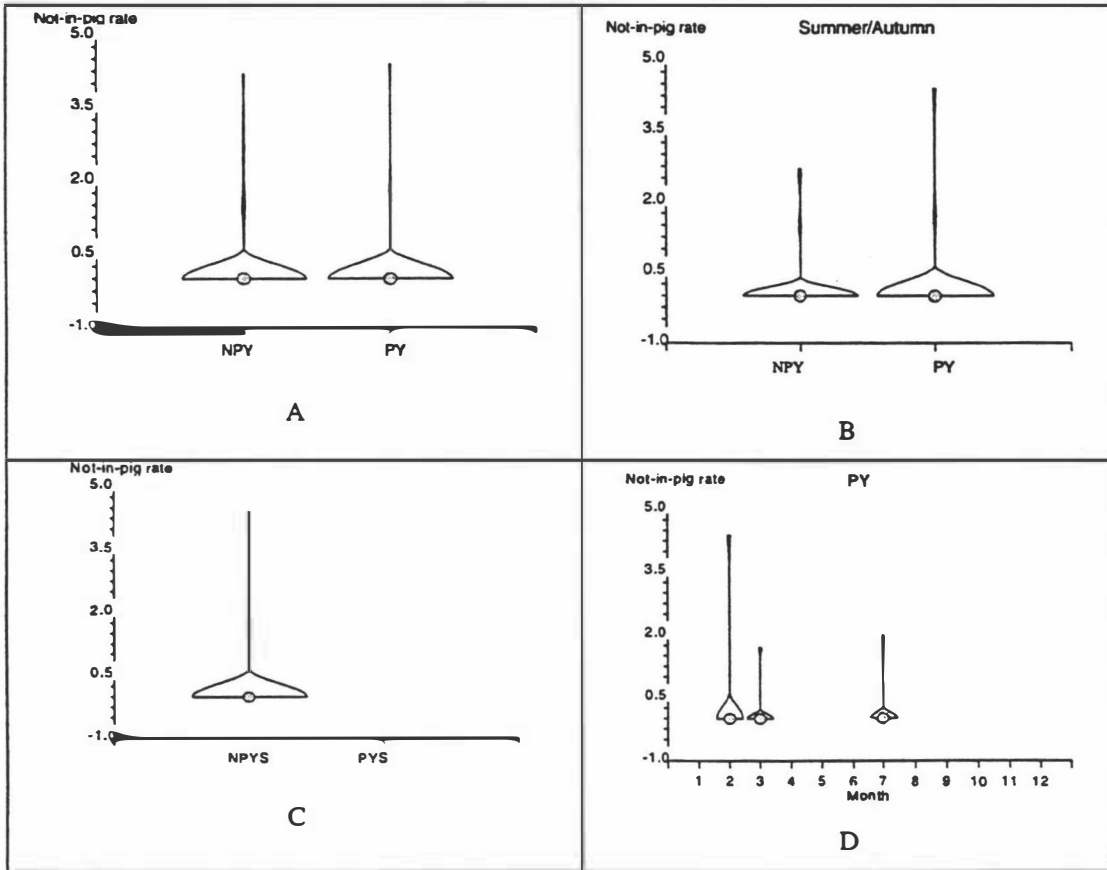 Not-in-pig rate
5.0
3.5
2.0
0.5
-1.0
NPY PY
A
Not-in-pig rate Summer/Autumn
5.0
3.5
2.0
0.5
-1.0
NPY PY
B
Not-in-pig rate
5.0
3.5
2.0
0.5
-1.0
NPYS PYS
C
Not-in-pig rate PY
5.0
3.5
2.0
0.5
-1.0
1 2 3 4 5 6 7 8 9 10 11 12
Month
D